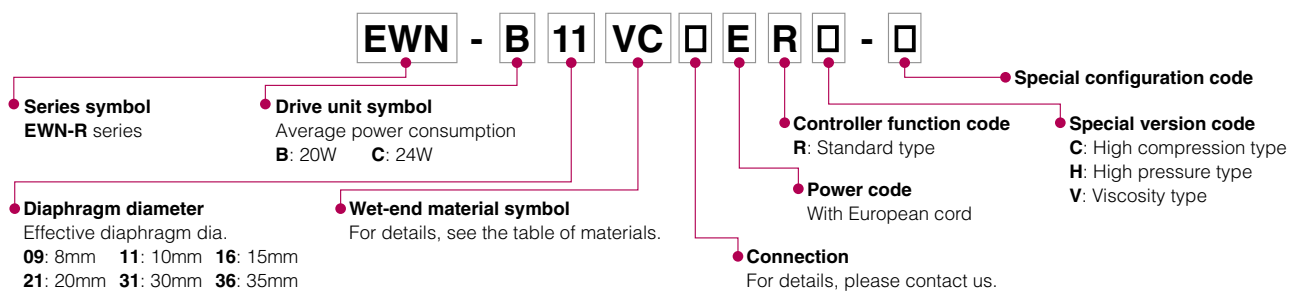 EWN - B 11 VC □ E R □ - □
Special configuration code
Series symbol
EWN-R series
Drive unit symbol
Average power consumption
B: 20W C: 24W
Controller function code
R: Standard type
Special version code
C: High compression type
H: High pressure type
V: Viscosity type
Power code
With European cord
Diaphragm diameter
Effective diaphragm dia.
09: 8mm 11: 10mm 16: 15mm
21: 20mm 31: 30mm 36: 35mm
Wet-end material symbol
For details, see the table of materials.
Connection
For details, please contact us.